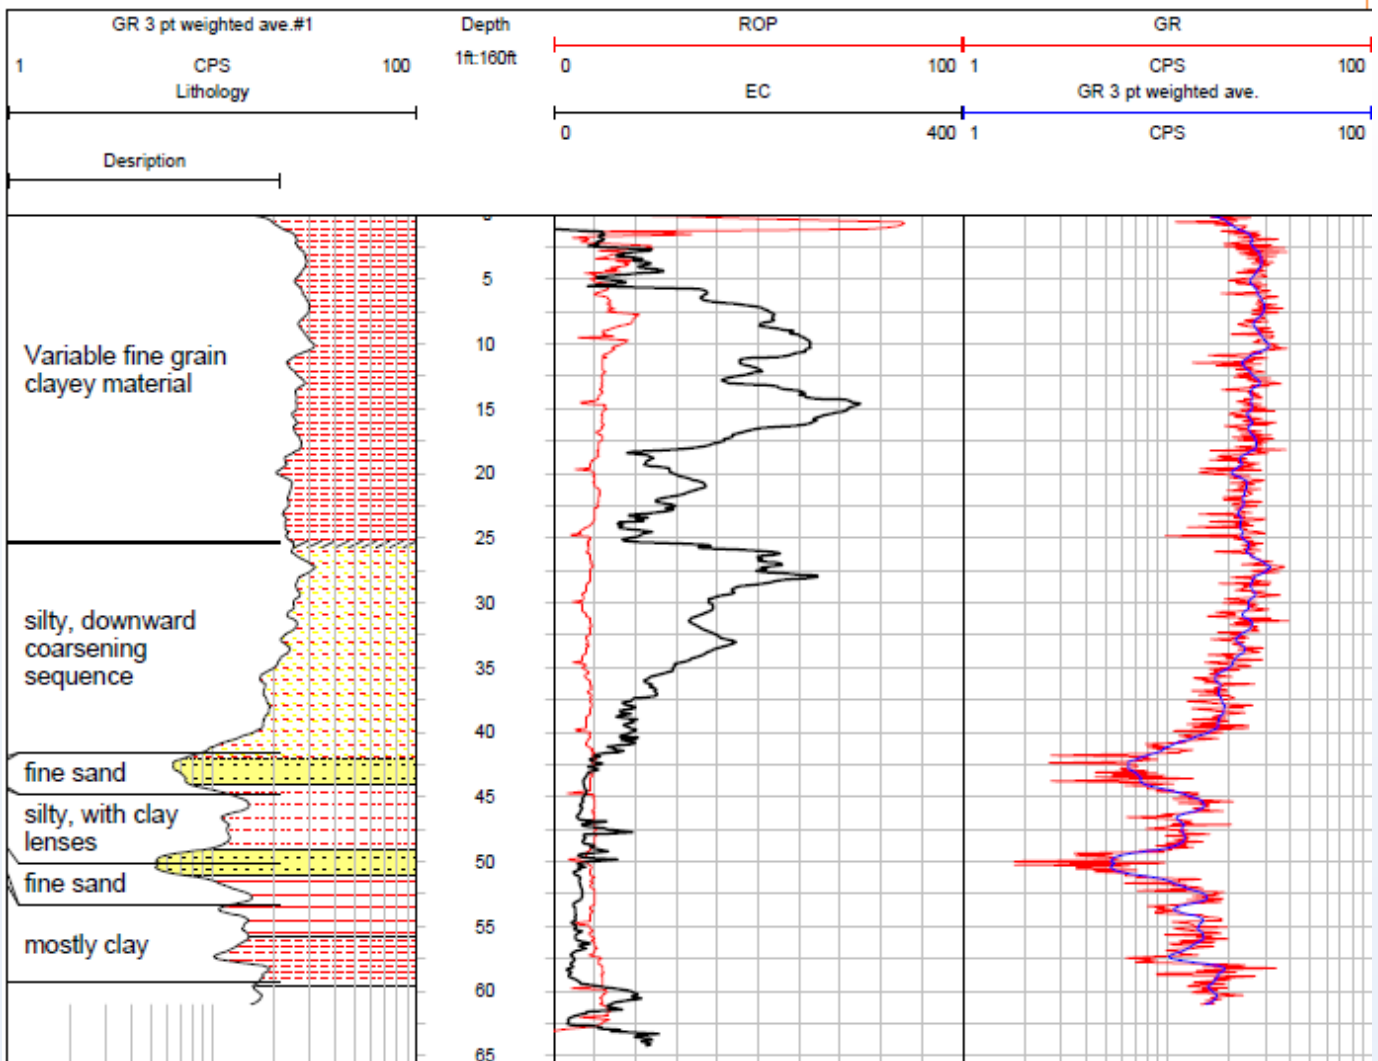 GR 3 pt weighted ave.#1 Depth ROP GR
1 CPS 100 1ft:160ft 0 100 1 CPS 100
Lithology EC GR 3 pt weighted ave.
0 400 1 CPS 100
Desription
5
10
Variable fine grain
clayey material
15
20
25
30
silty, downward
coarsening
sequence
35
40
fine sand
45
silty, with clay
lenses
50
fine sand
55
mostly clay
60
65